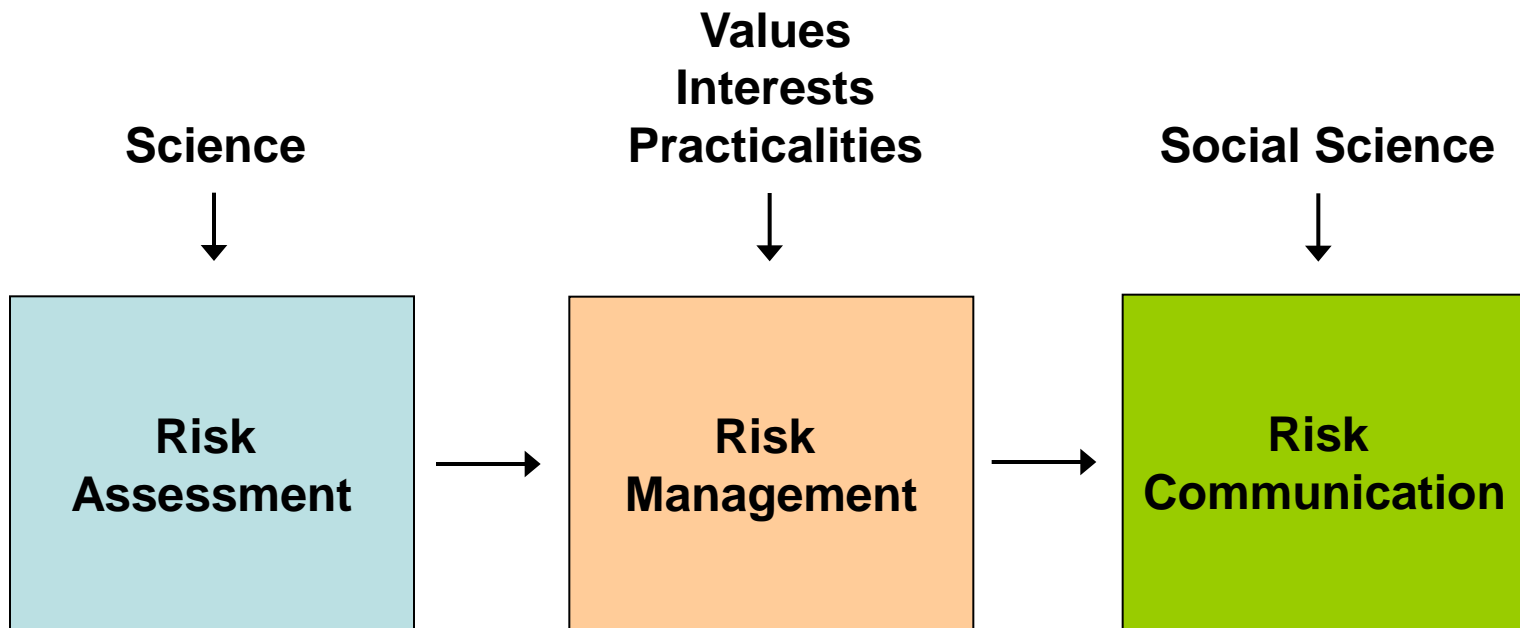 Values
Interests
Practicalities
Science
Social Science
Risk
Assessment
Risk
Management
Risk
Communication